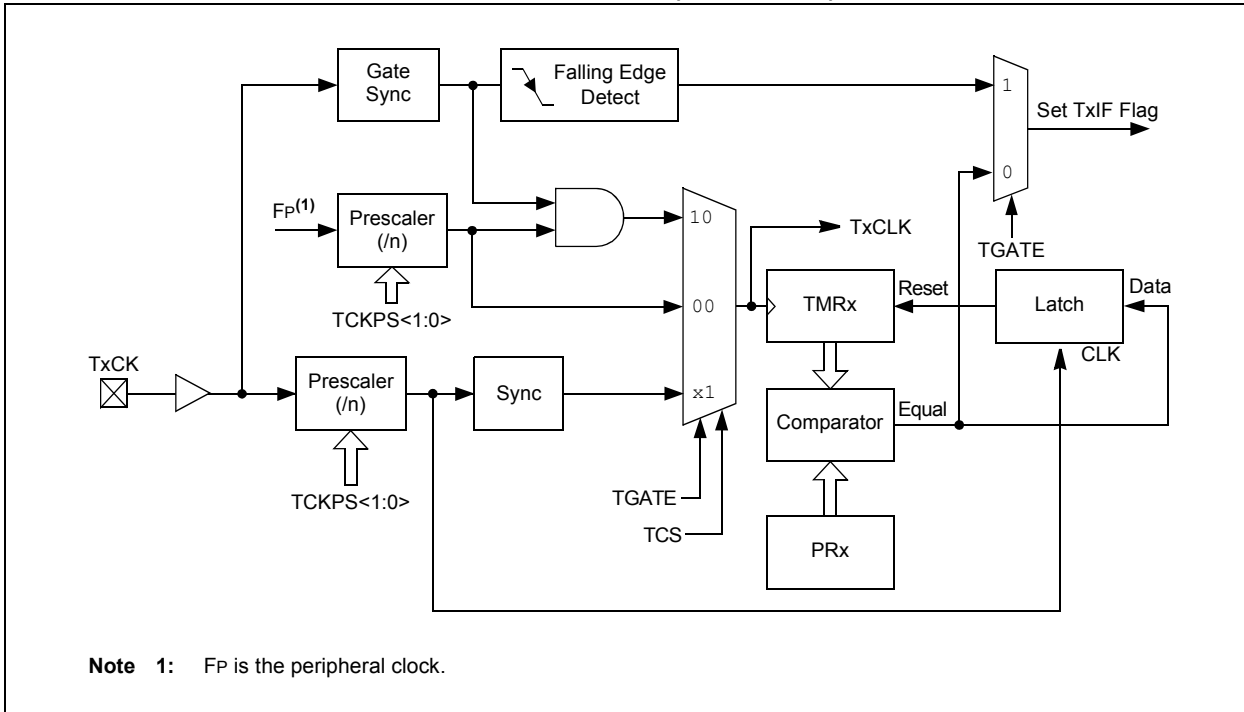 Gate
Sync
Falling Edge
Detect
1
Set TxIF Flag
0
FP(1)
Prescaler
(/n)
10
TxCLK
TGATE
TCKPS<1:0>
00
TMRx
Reset
Latch
Data
CLK
TxCK
Prescaler
(/n)
Sync
x1
Comparator
Equal
TCKPS<1:0>
TGATE
TCS
PRx
Note 1: FP is the peripheral clock.